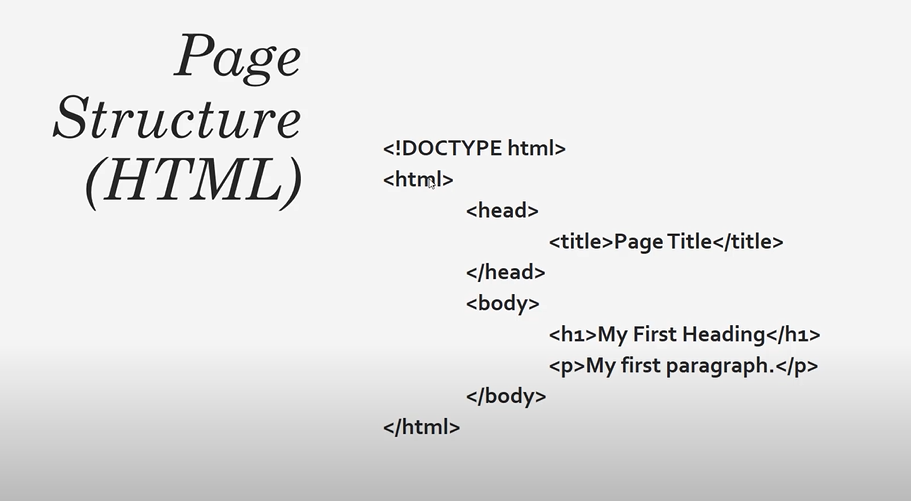 Page
Structure
(HTML)
<!DOCTYPE html>
<html>
<head>
<title>Page Title</title>
</head>
<body>
<h1>My First Heading</h1>
<p>My first paragraph.</p>
</body>
</html>